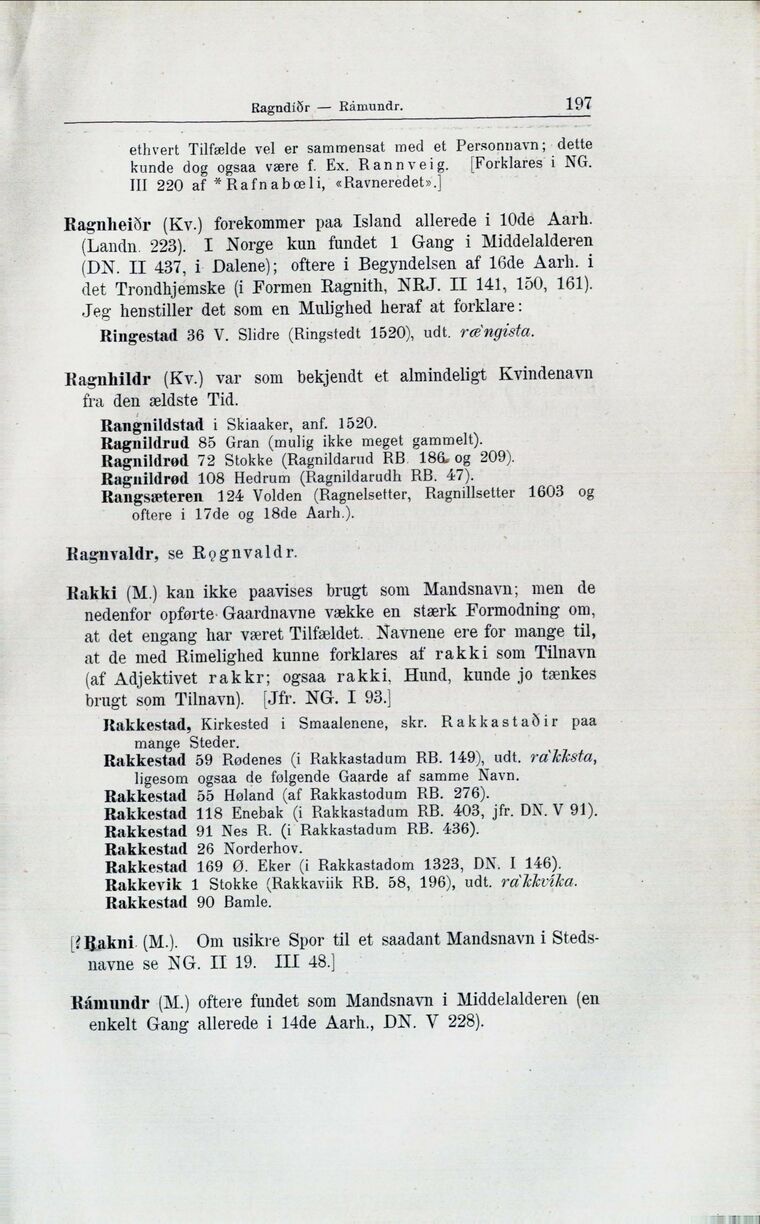 Ragndíðr — Rámundr. 197
ethvert Tilfælde vel er sammensat med et Personnavn; dette
kunde dog ogsaa være f. Ex. Rannveig. [Forklares i NG.
III 220 af *Rafnabœli, «Ravneredet».]
Ragnheiðr (Kv.) forekommer paa Island allerede i 10de Aarh.
(Landn. 223). I Norge kun fundet 1 Gang i Middelalderen
(DN. II 437, i Dalene); oftere i Begyndelsen af 16de Aarh. i
det Trondhjemske (i Formen Ragnith, NRJ. II 141, 150, 161).
Jeg henstiller det som en Mulighed heraf at forklare:
Ringestad 36 V. Slidre (Ringstedt 1520), udt. ræ`ngista.
Ragnhildr (Kv.) var som bekjendt et almindeligt Kvindenavn
fra den ældste Tid.
Rangnildstad i Skiaaker, anf. 1520.
Ragnildrud 85 Gran (mulig ikke meget gammelt).
Ragnildrød 72 Stokke (Ragnildarud RB. 186 og 209).
Ragnildrød 108 Hedrum (Ragnildarudh RB. 47).
Rangsæteren 124 Volden (Ragnelsetter, Ragnillsetter 1603 og
oftere i 17de og 18de Aarh.).
Ragnvaldr, se Rǫgnvaldr.
Rakki (M.) kan ikke paavises brugt som Mandsnavn; men de
nedenfor opførte Gaardnavne vække en stærk Formodning om,
at det engang har været Tilfældet. Navnene ere for mange til,
at de med Rimelighed kunne forklares af rakki som Tilnavn
(af Adjektivet rakkr; ogsaa rakki, Hund, kunde jo tænkes
brugt som Tilnavn). [Jfr. NG. I 93.]
Rakkestad, Kirkested i Smaalenene, skr. Rakkastaðir paa
mange Steder.
Rakkestad 59 Rødenes (i Rakkastadum RB. 149), udt. ra`kksta,
ligesom ogsaa de følgende Gaarde af samme Navn.
Rakkestad 55 Høland (af Rakkastodum RB. 276).
Rakkestad 118 Enebak (i Rakkastadum RB. 403, jfr. DN. V 91).
Rakkestad 91 Nes R. (i Rakkastadum RB. 436).
Rakkestad 26 Norderhov.
Rakkestad 169 Ø. Eker (i Rakkastadom 1323, DN. I 146).
Rakkevik 1 Stokke (Rakkaviik RB. 58, 196), udt. ra`kkvika.
Rakkestad 90 Bamle.
[?Rakni (M.). Om usikre Spor til et saadant Mandsnavn i Steds-
navne se NG. II 19. III 48.]
Rámundr (M.) oftere fundet som Mandsnavn i Middelalderen (en
enkelt Gang allerede i 14de Aarh., DN. V 228).